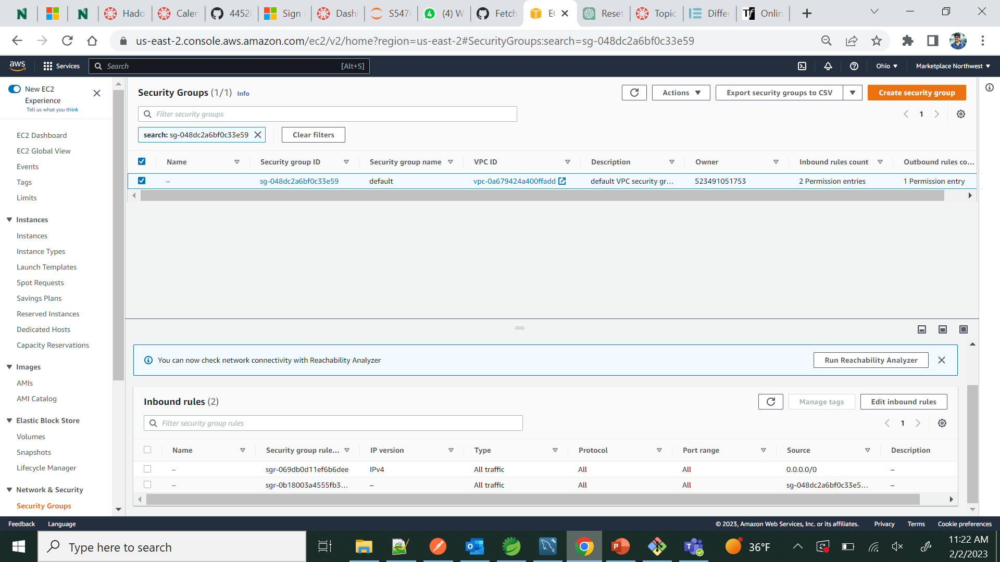 Hado
Calen
4452
Sign
Dash
S547
(4) W
Fetch
EC
Reset
Topic
Differ
Onlin
us-east-2.console.aws.amazon.com/ec2/v2/home?region=us-east-2#SecurityGroups:search=sg-048dc2a6bf0c33e59
aws
Services
Search
[Alt+S]
Ohio
Marketplace Northwest
New EC2
Experience
Tell us what you think
EC2 Dashboard
EC2 Global View
Events
Tags
Limits
Instances
Instances
Instance Types
Launch Templates
Spot Requests
Savings Plans
Reserved Instances
Dedicated Hosts
Capacity Reservations
Images
AMIs
AMI Catalog
Elastic Block Store
Volumes
Snapshots
Lifecycle Manager
Network & Security
Security Groups
Security Groups (1/1) Info
Actions
Export security groups to CSV
Create security group
Filter security groups
1
search: sg-048dc2a6bf0c33e59
Clear filters
Name Security group ID Security group name VPC ID Description Owner Inbound rules count Outbound rules co...
– sg-048dc2a6bf0c33e59 default vpc-0a679424a400ffadd default VPC security gr... 523491051753 2 Permission entries 1 Permission entry
You can now check network connectivity with Reachability Analyzer
Run Reachability Analyzer
Inbound rules (2)
Manage tags
Edit inbound rules
Filter security group rules
1
Name Security group rule... IP version Type Protocol Port range Source Description
– sgr-069db0d11ef6b6dee IPv4 All traffic All All 0.0.0.0/0 –
– sgr-0b18003a4555fb3... – All traffic All All sg-048dc2a6bf0c33e5... –
Feedback
Language
© 2023, Amazon Web Services, Inc. or its affiliates.
Privacy
Terms
Cookie preferences
Type here to search
36°F
11:22 AM
2/2/2023